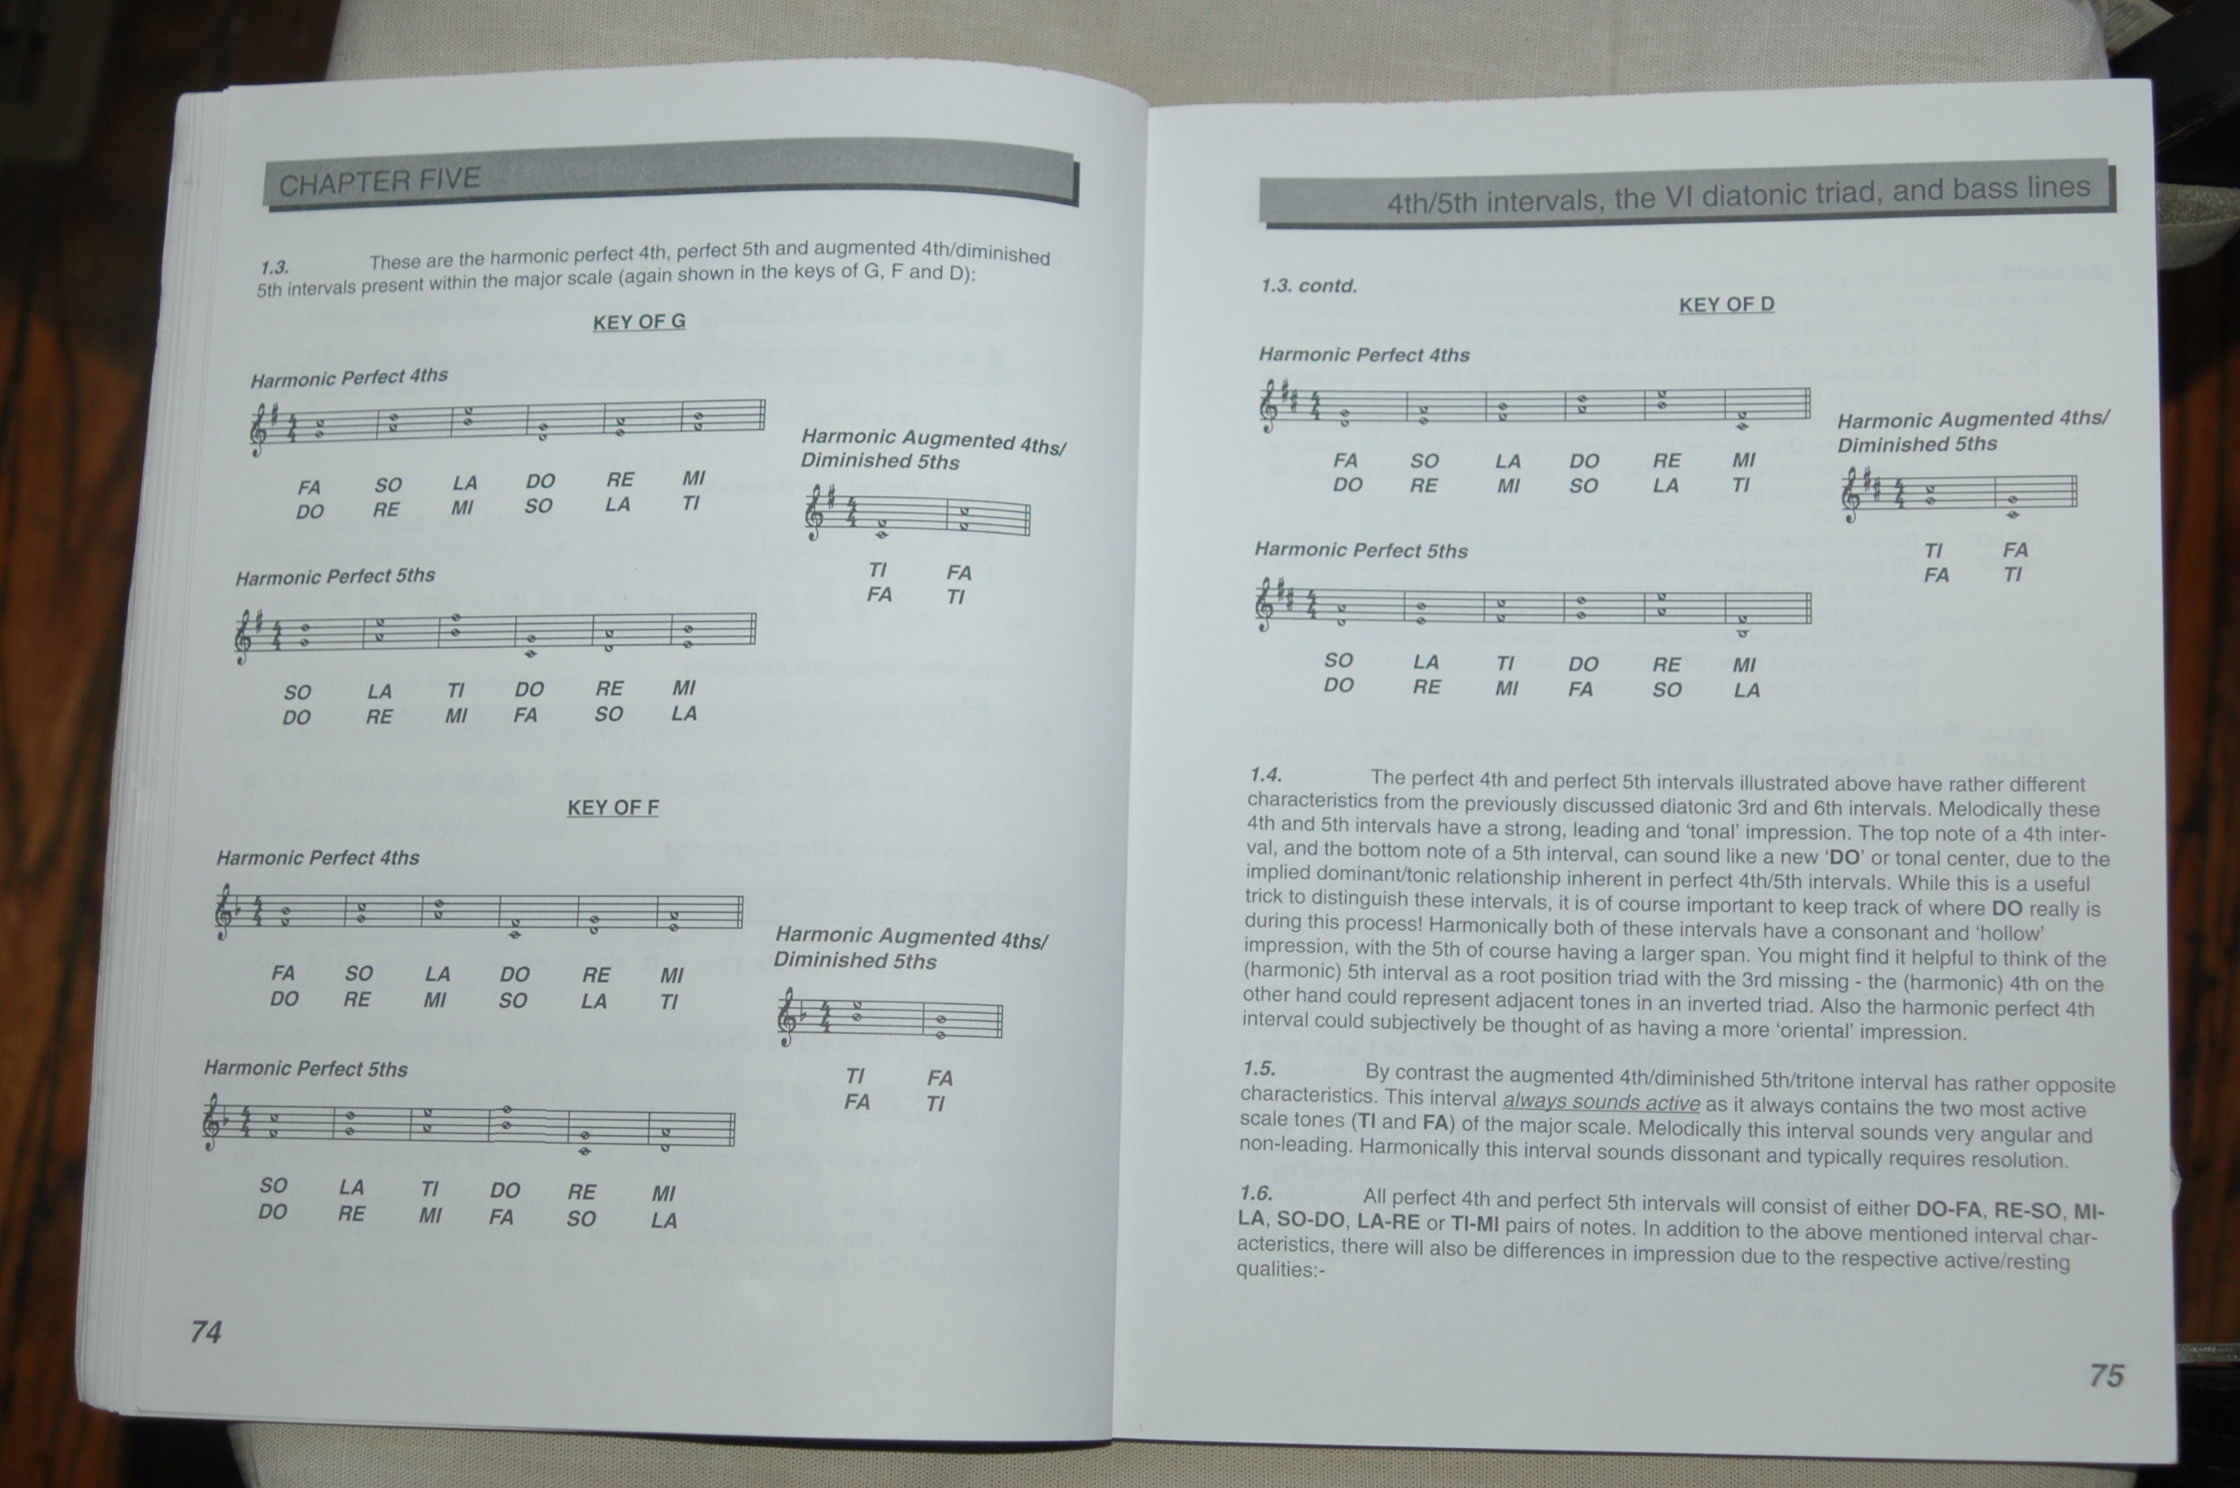 CHAPTER FIVE
1.3. These are the harmonic perfect 4th, perfect 5th and augmented 4th/diminished
5th intervals present within the major scale (again shown in the keys of G, F and D):
KEY OF G
Harmonic Perfect 4ths
FA SO LA DO RE MI
DO RE MI SO LA TI
Harmonic Augmented 4ths/
Diminished 5ths
TI FA
FA TI
Harmonic Perfect 5ths
SO LA TI DO RE MI
DO RE MI FA SO LA
KEY OF F
Harmonic Perfect 4ths
FA SO LA DO RE MI
DO RE MI SO LA TI
Harmonic Augmented 4ths/
Diminished 5ths
TI FA
FA TI
Harmonic Perfect 5ths
SO LA TI DO RE MI
DO RE MI FA SO LA
74
4th/5th intervals, the VI diatonic triad, and bass lines
1.3. contd.
KEY OF D
Harmonic Perfect 4ths
FA SO LA DO RE MI
DO RE MI SO LA TI
Harmonic Augmented 4ths/
Diminished 5ths
TI FA
FA TI
Harmonic Perfect 5ths
SO LA TI DO RE MI
DO RE MI FA SO LA
1.4. The perfect 4th and perfect 5th intervals illustrated above have rather different
characteristics from the previously discussed diatonic 3rd and 6th intervals. Melodically these
4th and 5th intervals have a strong, leading and ‘tonal’ impression. The top note of a 4th inter-
val, and the bottom note of a 5th interval, can sound like a new ‘DO’ or tonal center, due to the
implied dominant/tonic relationship inherent in perfect 4th/5th intervals. While this is a useful
trick to distinguish these intervals, it is of course important to keep track of where DO really is
during this process! Harmonically both of these intervals have a consonant and ‘hollow’
impression, with the 5th of course having a larger span. You might find it helpful to think of the
(harmonic) 5th interval as a root position triad with the 3rd missing - the (harmonic) 4th on the
other hand could represent adjacent tones in an inverted triad. Also the harmonic perfect 4th
interval could subjectively be thought of as having a more ‘oriental’ impression.
1.5. By contrast the augmented 4th/diminished 5th/tritone interval has rather opposite
characteristics. This interval always sounds active as it always contains the two most active
scale tones (TI and FA) of the major scale. Melodically this interval sounds very angular and
non-leading. Harmonically this interval sounds dissonant and typically requires resolution.
1.6. All perfect 4th and perfect 5th intervals will consist of either DO-FA, RE-SO, MI-
LA, SO-DO, LA-RE or TI-MI pairs of notes. In addition to the above mentioned interval char-
acteristics, there will also be differences in impression due to the respective active/resting
qualities:-
75